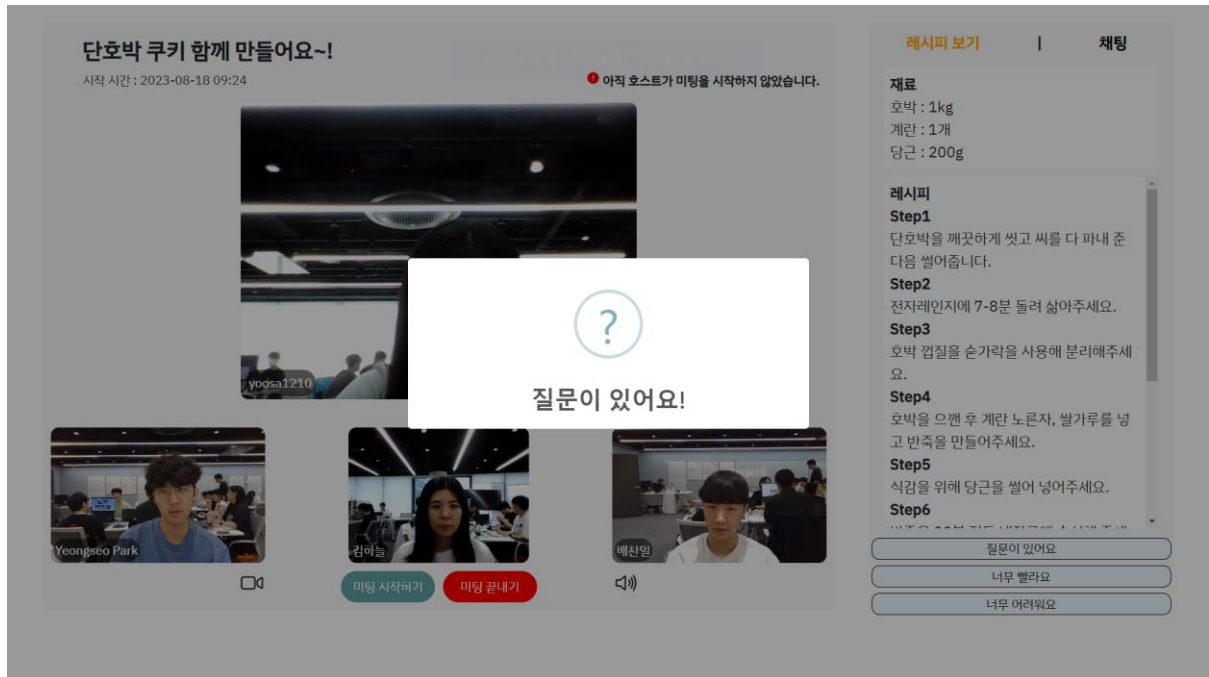 단호박 쿠키 함께 만들어요~!
시작 시간 : 2023-08-18 09:24
아직 호스트가 미팅을 시작하지 않았습니다.
yoosa1210
?
질문이 있어요!
Yeongseo Park
김하늘
배찬일
미팅 시작하기
미팅 끝내기
레시피 보기 | 채팅
재료
호박 : 1kg
계란 : 1개
당근 : 200g
레시피
Step1
단호박을 깨끗하게 씻고 씨를 다 파내 준
다음 썰어줍니다.
Step2
전자레인지에 7-8분 돌려 삶아주세요.
Step3
호박 껍질을 숟가락을 사용해 분리해주세
요.
Step4
호박을 으깬 후 계란 노른자, 쌀가루를 넣
고 반죽을 만들어주세요.
Step5
식감을 위해 당근을 썰어 넣어주세요.
Step6
질문이 있어요
너무 빨라요
너무 어려워요